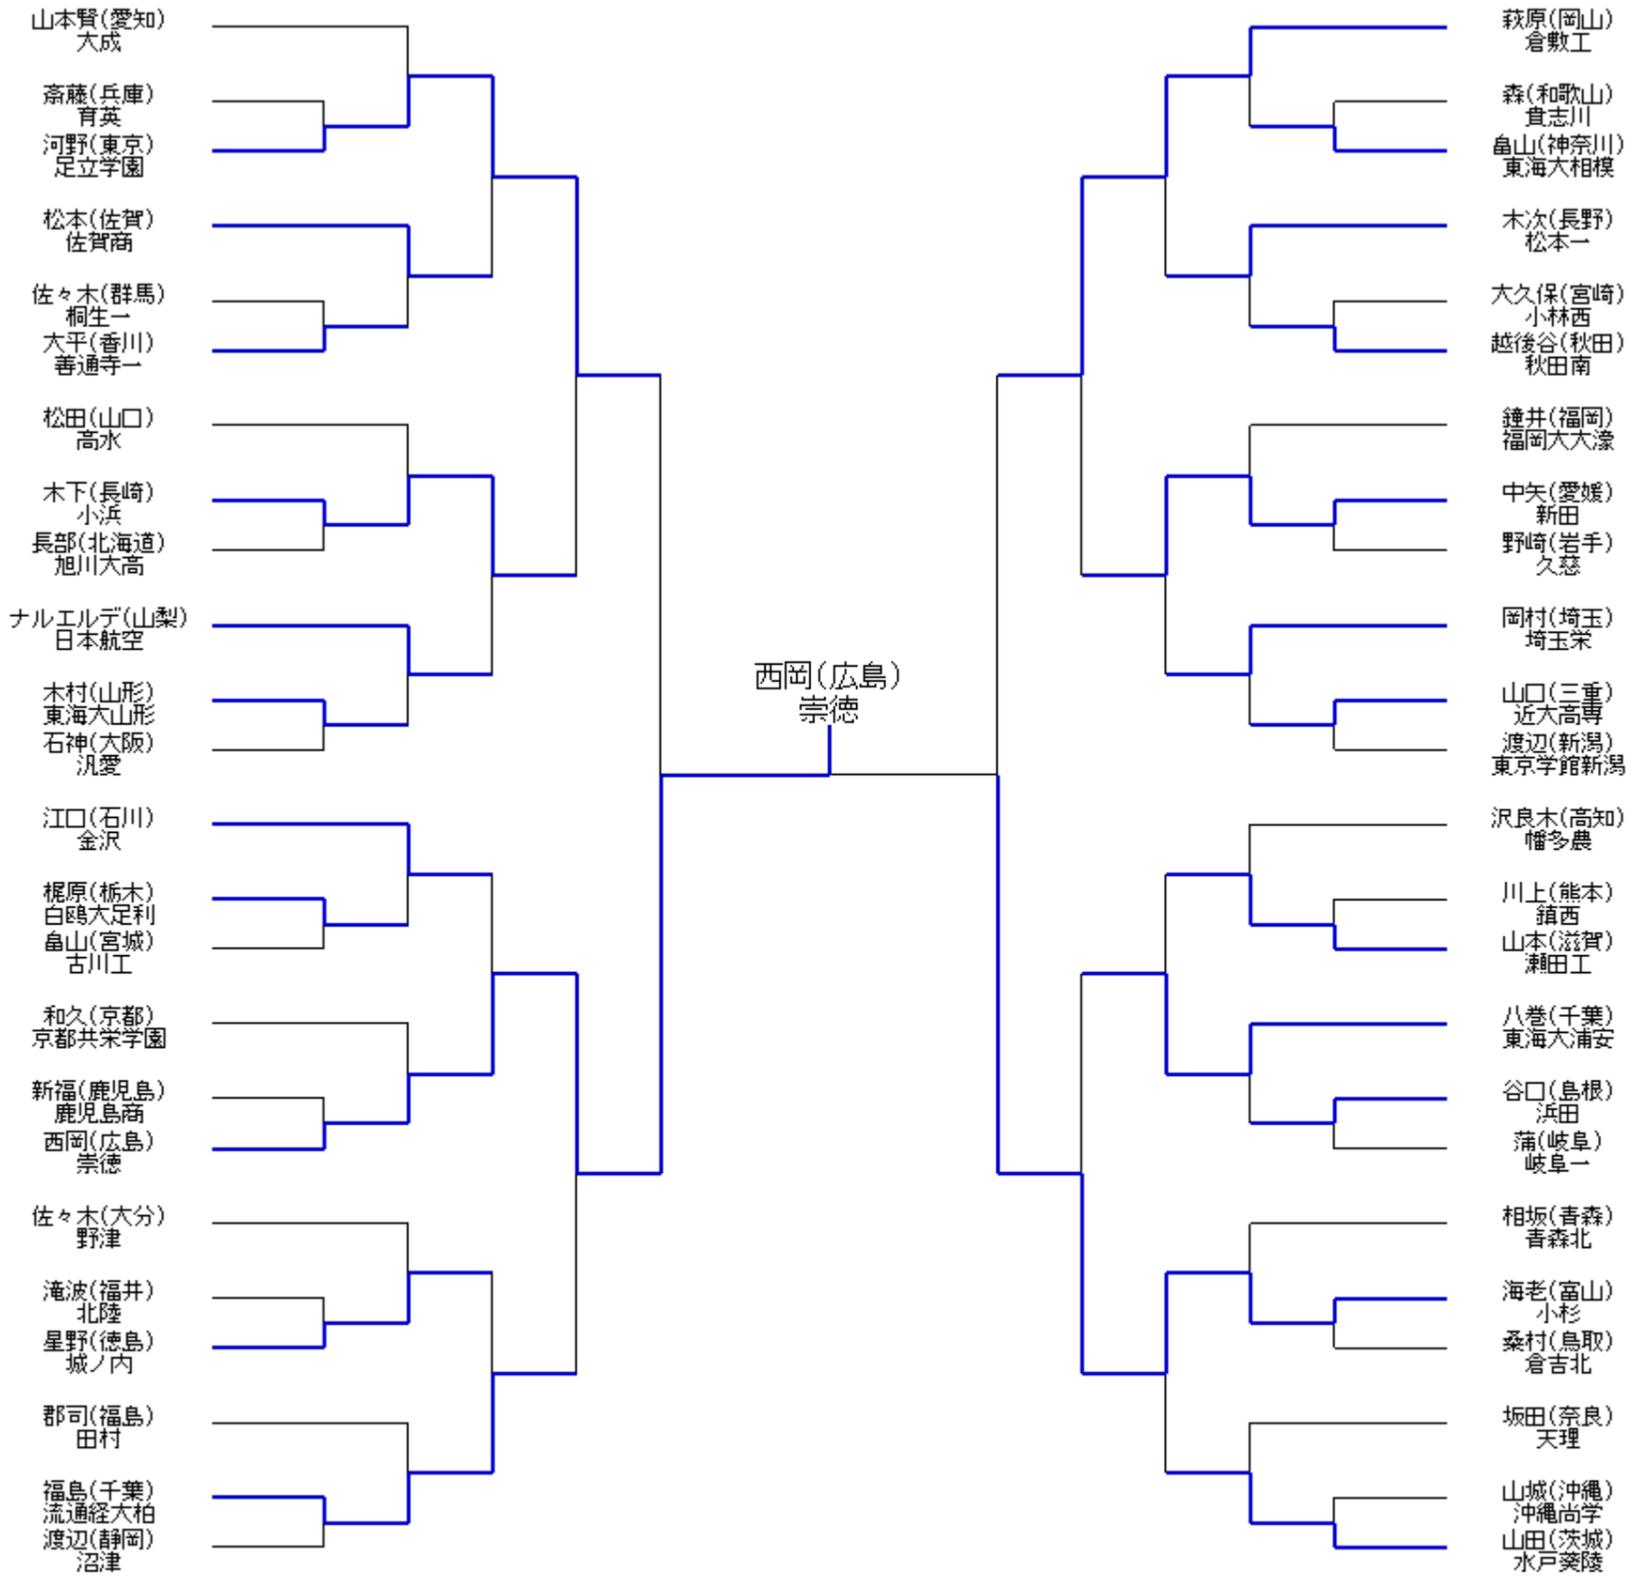 山本賢(愛知)
大成
斎藤(兵庫)
育英
河野(東京)
足立学園
松本(佐賀)
佐賀商
佐々木(群馬)
桐生一
大平(香川)
善通寺一
松田(山口)
高水
木下(長崎)
小浜
長部(北海道)
旭川大高
ナルエルデ(山梨)
日本航空
木村(山形)
東海大山形
石神(大阪)
汎愛
江口(石川)
金沢
梶原(栃木)
白鴎大足利
畠山(宮城)
古川工
和久(京都)
京都共栄学園
新福(鹿児島)
鹿児島商
西岡(広島)
崇徳
佐々木(大分)
野津
滝波(福井)
北陸
星野(徳島)
城ノ内
郡司(福島)
田村
福島(千葉)
流通経大柏
渡辺(静岡)
沼津
西岡(広島)
崇徳
萩原(岡山)
倉敷工
森(和歌山)
貴志川
畠山(神奈川)
東海大相模
木次(長野)
松本一
大久保(宮崎)
小林西
越後谷(秋田)
秋田南
鐘井(福岡)
福岡大大濠
中矢(愛媛)
新田
野崎(岩手)
久慈
岡村(埼玉)
埼玉栄
山口(三重)
近大高専
渡辺(新潟)
東京学館新潟
沢良木(高知)
幡多農
川上(熊本)
鎮西
山本(滋賀)
瀬田工
八巻(千葉)
東海大浦安
谷口(島根)
浜田
蒲(岐阜)
岐阜一
相坂(青森)
青森北
海老(富山)
小杉
桑村(鳥取)
倉吉北
坂田(奈良)
天理
山城(沖縄)
沖縄尚学
山田(茨城)
水戸葵陵